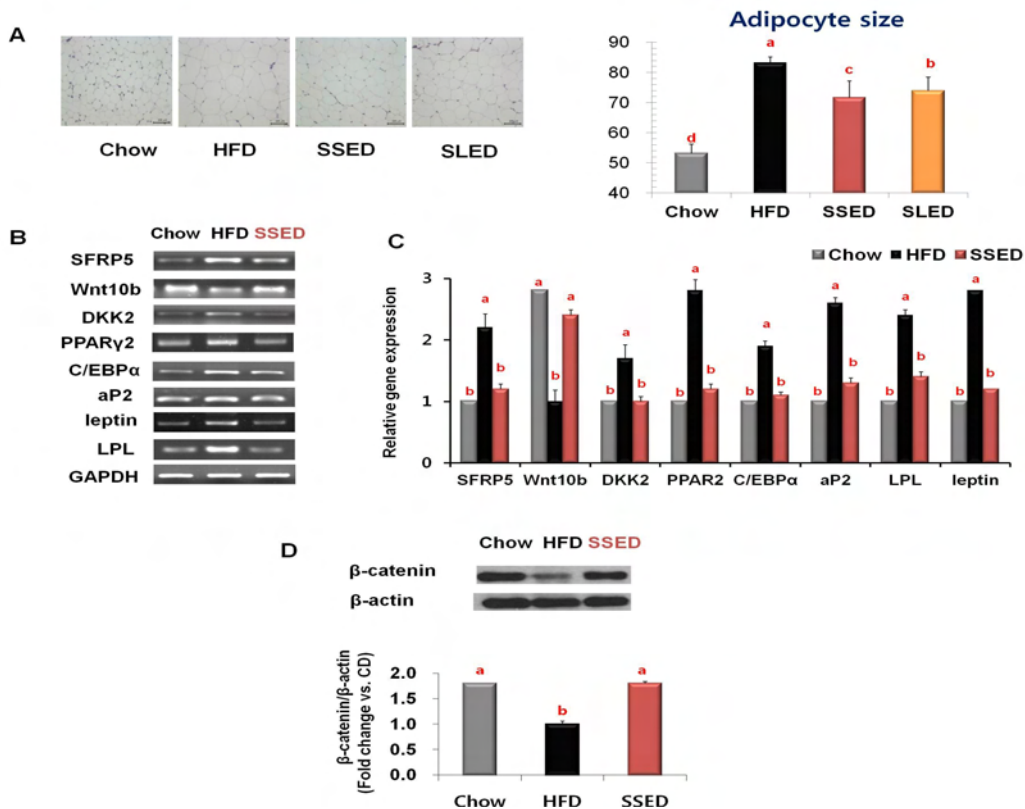 A
Chow HFD SSED SLED
Adipocyte size
90
80
70
60
50
40
a
c
b
d
Chow HFD SSED SLED
B
Chow HFD SSED
SFRP5
Wnt10b
DKK2
PPARγ2
C/EBPα
aP2
leptin
LPL
GAPDH
C
Chow HFD SSED
Relative gene expression
3
2
1
0
b a b
a b a
b a b
b a b
b a b
b a b
b a b
b a b
SFRP5 Wnt10b DKK2 PPAR2 C/EBPα aP2 LPL leptin
D
Chow HFD SSED
β-catenin
β-actin
β-catenin/β-actin
(Fold change vs. CD)
2.0
1.5
1.0
0.5
0.0
a b a
Chow HFD SSED